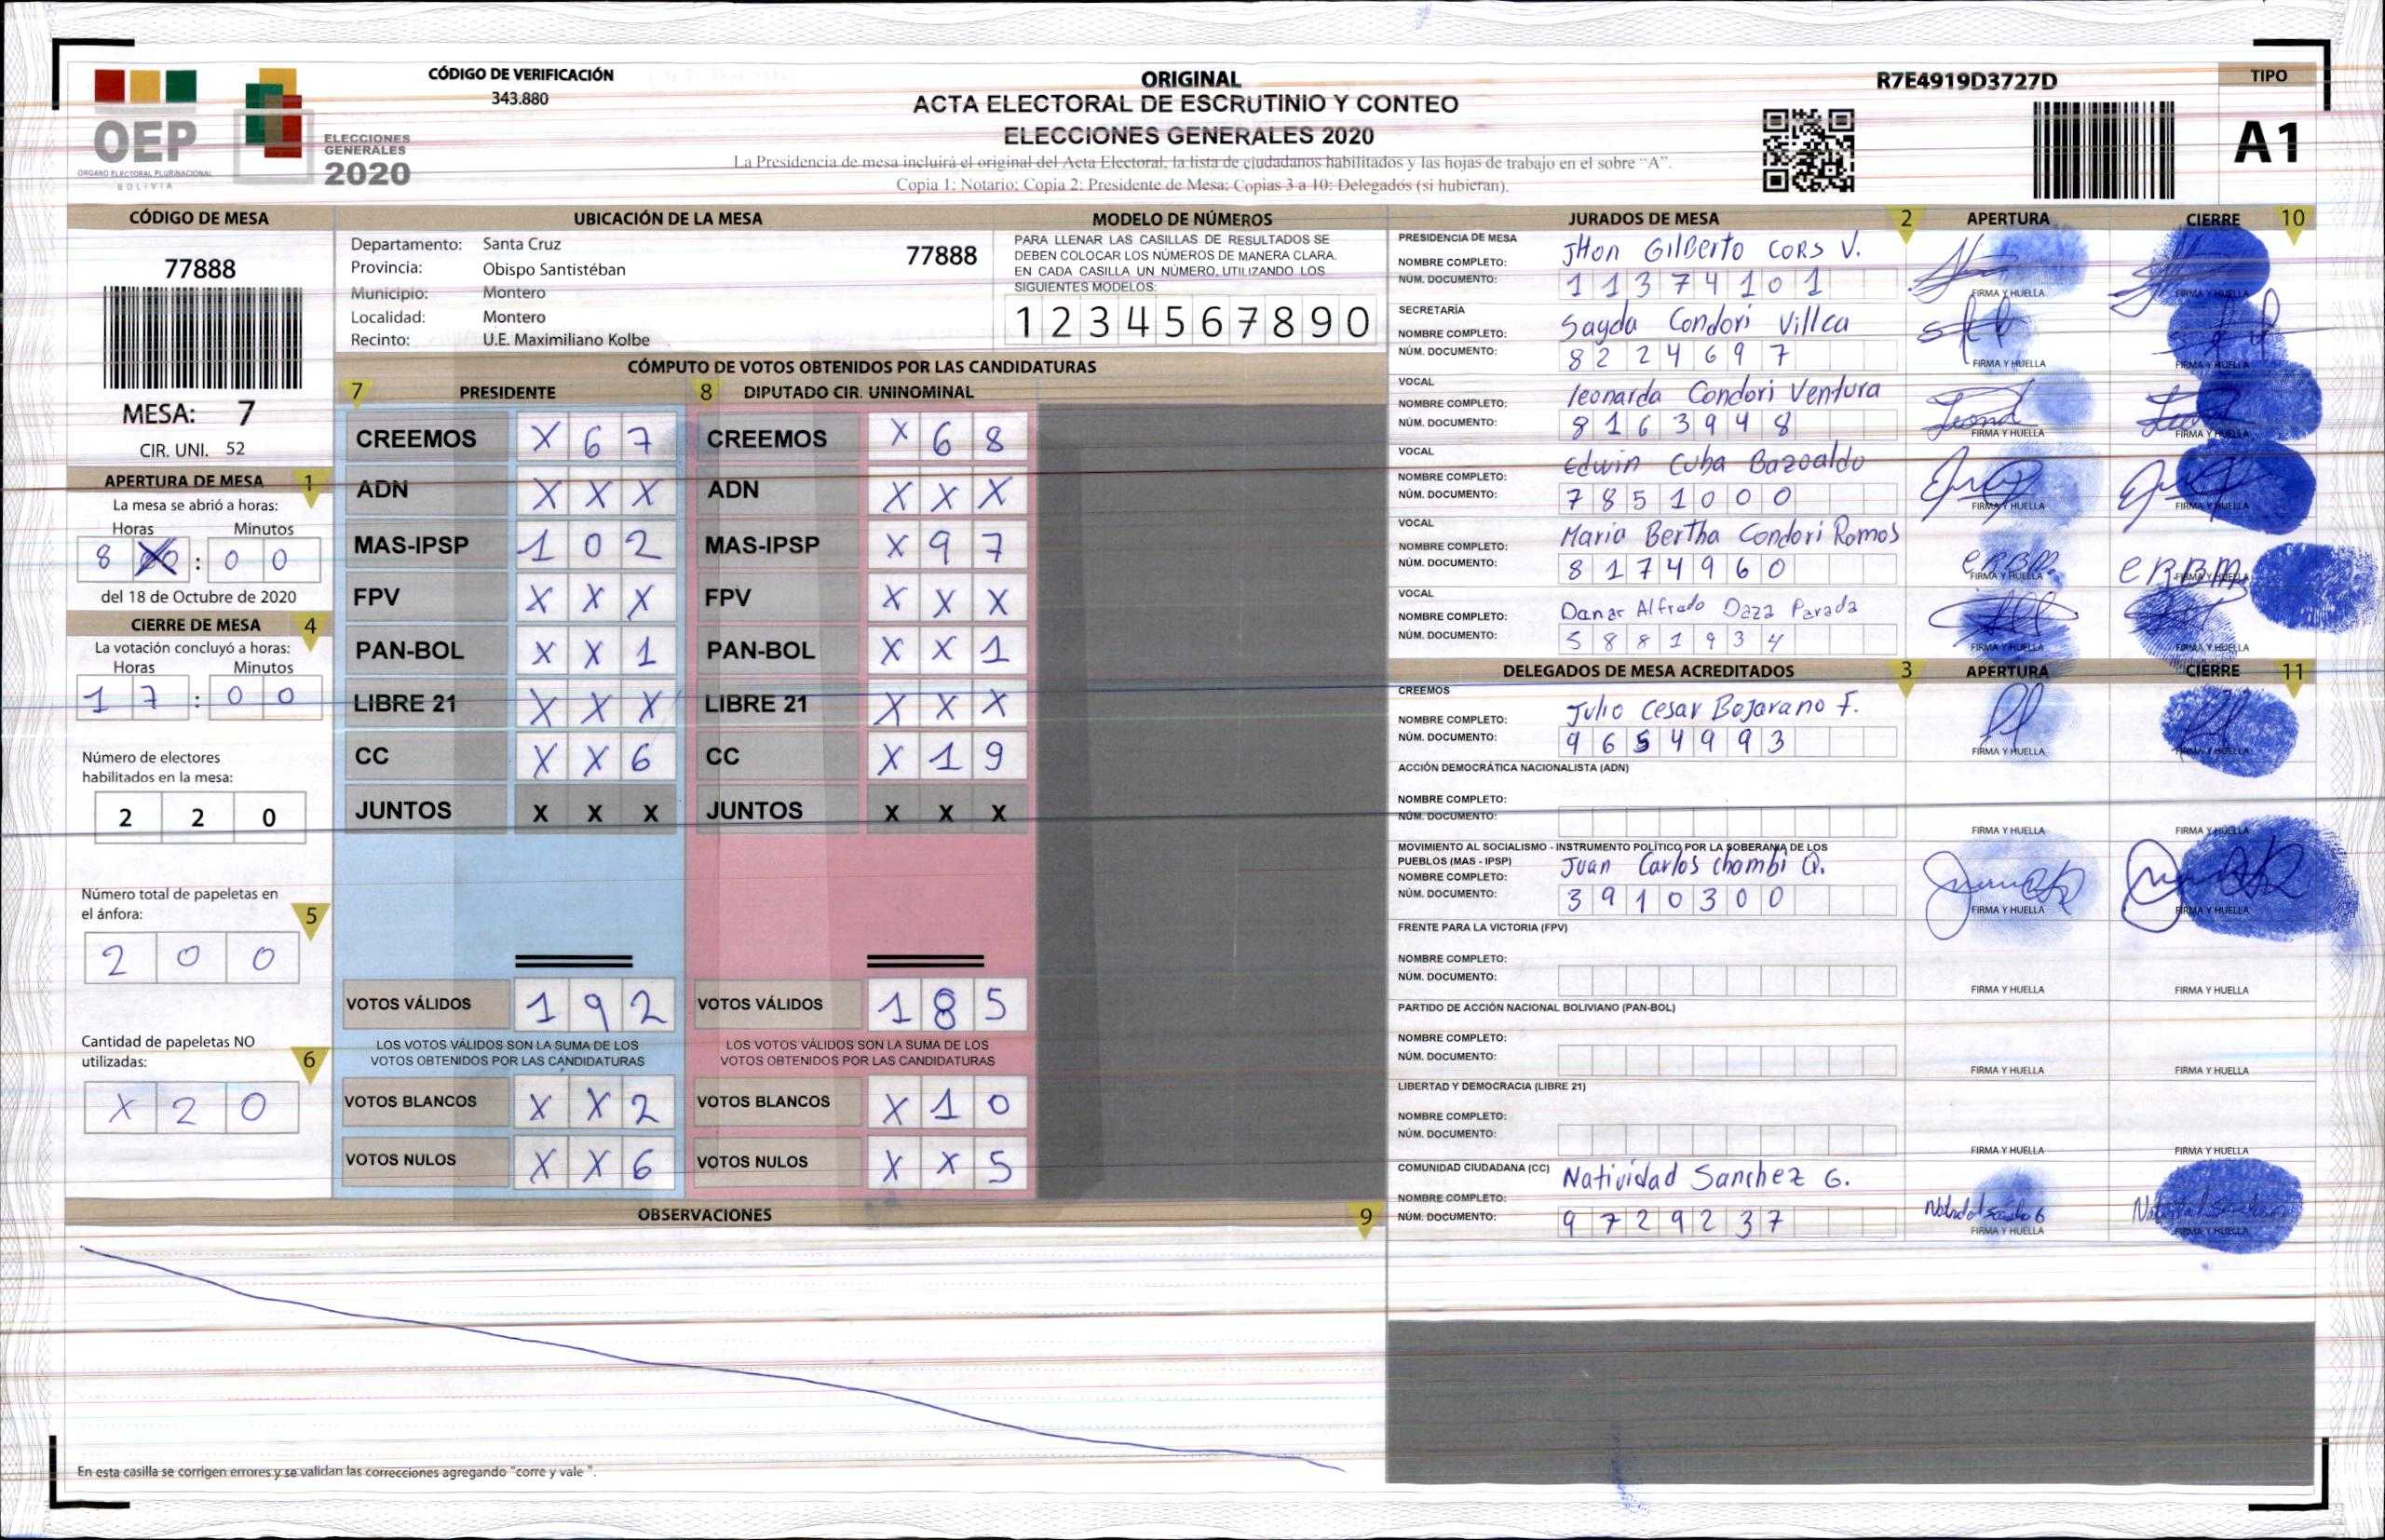 CÓDIGO DE VERIFICACIÓN
343.880
ORIGINAL
ACTA ELECTORAL DE ESCRUTINIO Y CONTEO
ELECCIONES GENERALES 2020
La Presidencia de mesa incluirá el original del Acta Electoral, la lista de ciudadanos habilitados y las hojas de trabajo en el sobre "A".
Copia 1: Notario; Copia 2: Presidente de Mesa; Copias 3 a 10: Delegados (si hubieran).
R7E4919D3727D
TIPO
A1
OEP
ÓRGANO ELECTORAL PLURINACIONAL
BOLIVIA
ELECCIONES
GENERALES
2020
CÓDIGO DE MESA
77888
MESA: 7
CIR. UNI. 52
APERTURA DE MESA 1
La mesa se abrió a horas:
Horas Minutos
8 : 0 0
del 18 de Octubre de 2020
CIERRE DE MESA 4
La votación concluyó a horas:
Horas Minutos
1 7 : 0 0
Número de electores
habilitados en la mesa:
2 2 0
Número total de papeletas en
el ánfora: 5
2 0 0
Cantidad de papeletas NO
utilizadas: 6
X 2 0
UBICACIÓN DE LA MESA
Departamento: Santa Cruz 77888
Provincia: Obispo Santistéban
Municipio: Montero
Localidad: Montero
Recinto: U.E. Maximiliano Kolbe
MODELO DE NÚMEROS
PARA LLENAR LAS CASILLAS DE RESULTADOS SE
DEBEN COLOCAR LOS NÚMEROS DE MANERA CLARA.
EN CADA CASILLA UN NÚMERO, UTILIZANDO LOS
SIGUIENTES MODELOS:
1 2 3 4 5 6 7 8 9 0
CÓMPUTO DE VOTOS OBTENIDOS POR LAS CANDIDATURAS
7 PRESIDENTE 8 DIPUTADO CIR. UNINOMINAL
CREEMOS X 6 7 CREEMOS X 6 8
ADN X X X ADN X X X
MAS-IPSP 1 0 2 MAS-IPSP X 9 7
FPV X X X FPV X X X
PAN-BOL X X 1 PAN-BOL X X 1
LIBRE 21 X X X LIBRE 21 X X X
CC X X 6 CC X 1 9
JUNTOS X X X JUNTOS X X X
VOTOS VÁLIDOS 1 9 2 VOTOS VÁLIDOS 1 8 5
LOS VOTOS VÁLIDOS SON LA SUMA DE LOS LOS VOTOS VÁLIDOS SON LA SUMA DE LOS
VOTOS OBTENIDOS POR LAS CANDIDATURAS VOTOS OBTENIDOS POR LAS CANDIDATURAS
VOTOS BLANCOS X X 2 VOTOS BLANCOS X 1 0
VOTOS NULOS X X 6 VOTOS NULOS X X 5
OBSERVACIONES 9
En esta casilla se corrigen errores y se validan las correcciones agregando "corre y vale ".
JURADOS DE MESA 2 APERTURA CIERRE 10
PRESIDENCIA DE MESA
NOMBRE COMPLETO: JHon GilBerto CORS V.
NÚM. DOCUMENTO: 1 1 3 7 4 1 0 1
FIRMA Y HUELLA FIRMA Y HUELLA
SECRETARÍA
NOMBRE COMPLETO: Sayda Condori Villca
NÚM. DOCUMENTO: 8 2 2 4 6 9 7
FIRMA Y HUELLA FIRMA Y HUELLA
VOCAL
NOMBRE COMPLETO: leonarda Condori Ventura
NÚM. DOCUMENTO: 8 1 6 3 9 4 8
FIRMA Y HUELLA FIRMA Y HUELLA
VOCAL
NOMBRE COMPLETO: Edwin Cuba Bazoaldo
NÚM. DOCUMENTO: 7 8 5 1 0 0 0
FIRMA Y HUELLA FIRMA Y HUELLA
VOCAL
NOMBRE COMPLETO: Maria Bertha Condori Romos
NÚM. DOCUMENTO: 8 1 7 4 9 6 0
FIRMA Y HUELLA FIRMA Y HUELLA
VOCAL
NOMBRE COMPLETO: Danar Alfredo Daza Parada
NÚM. DOCUMENTO: 5 8 8 1 9 3 4
FIRMA Y HUELLA FIRMA Y HUELLA
DELEGADOS DE MESA ACREDITADOS 3 APERTURA CIERRE 11
CREEMOS
NOMBRE COMPLETO: Julio Cesar Bejarano F.
NÚM. DOCUMENTO: 9 6 5 4 9 9 3
FIRMA Y HUELLA FIRMA Y HUELLA
ACCIÓN DEMOCRÁTICA NACIONALISTA (ADN)
NOMBRE COMPLETO:
NÚM. DOCUMENTO:
FIRMA Y HUELLA FIRMA Y HUELLA
MOVIMIENTO AL SOCIALISMO - INSTRUMENTO POLÍTICO POR LA SOBERANÍA DE LOS
PUEBLOS (MAS - IPSP)
NOMBRE COMPLETO: Juan Carlos Chambi Q.
NÚM. DOCUMENTO: 3 9 1 0 3 0 0
FIRMA Y HUELLA FIRMA Y HUELLA
FRENTE PARA LA VICTORIA (FPV)
NOMBRE COMPLETO:
NÚM. DOCUMENTO:
FIRMA Y HUELLA FIRMA Y HUELLA
PARTIDO DE ACCIÓN NACIONAL BOLIVIANO (PAN-BOL)
NOMBRE COMPLETO:
NÚM. DOCUMENTO:
FIRMA Y HUELLA FIRMA Y HUELLA
LIBERTAD Y DEMOCRACIA (LIBRE 21)
NOMBRE COMPLETO:
NÚM. DOCUMENTO:
FIRMA Y HUELLA FIRMA Y HUELLA
COMUNIDAD CIUDADANA (CC)
NOMBRE COMPLETO: Natividad Sanchez G.
NÚM. DOCUMENTO: 9 7 2 9 2 3 7
FIRMA Y HUELLA FIRMA Y HUELLA